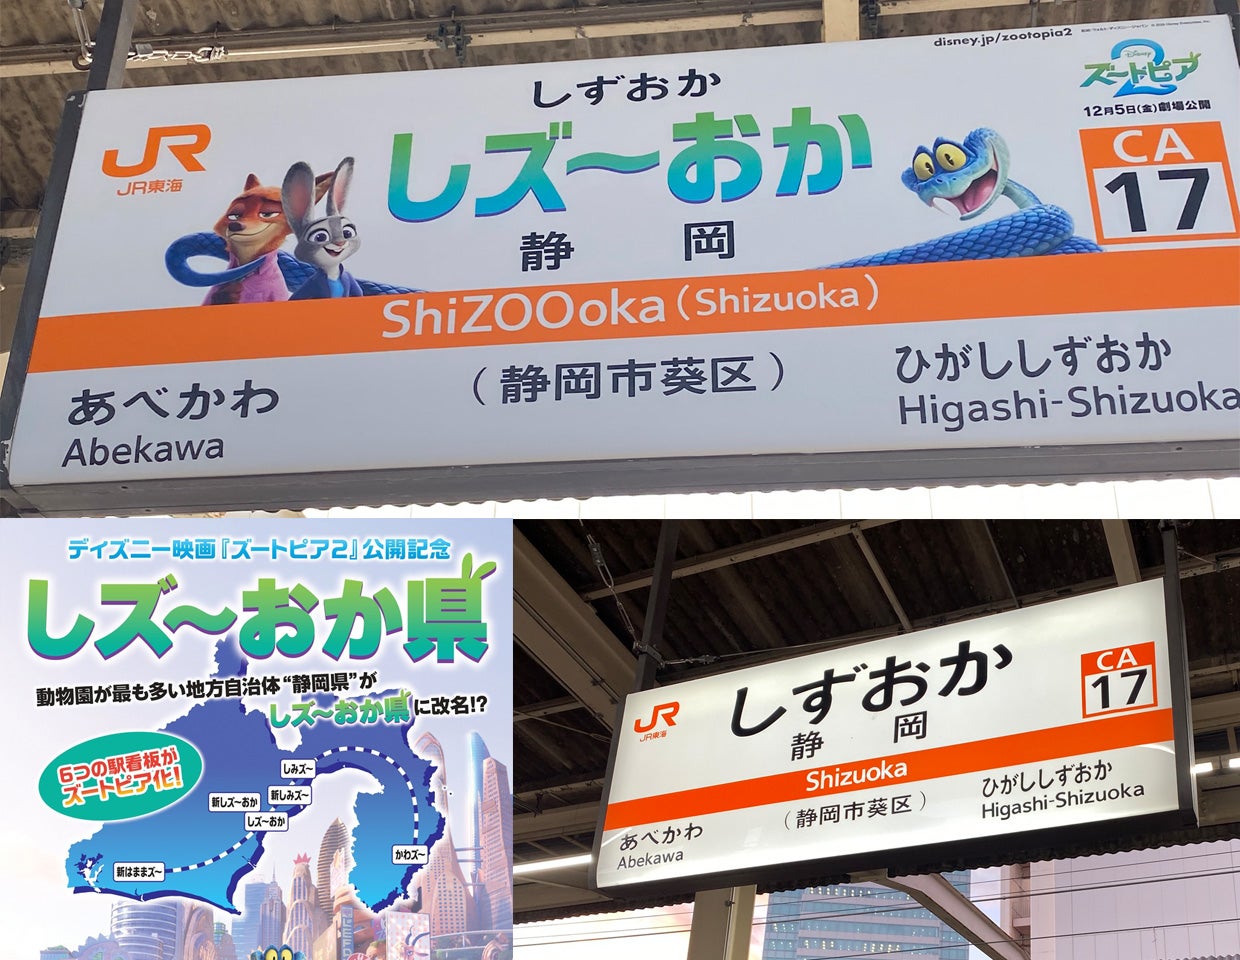 disney.jp/zootopia2
Disney
ズートピア
2
12月5日(金)劇場公開
JR
JR東海
しずおか
しズ〜おか
静岡
CA
17
ShiZOOoka(Shizuoka)
(静岡市葵区)
あべかわ
Abekawa
ひがししずおか
Higashi-Shizuoka
ディズニー映画『ズートピア2』公開記念
しズ〜おか県
動物園が最も多い地方自治体“静岡県”が
しズ〜おか県に改名!?
6つの駅看板が
ズートピア化!
しみズ〜
新しみズ〜
新しズ〜おか
しズ〜おか
新はままズ〜
かわズ〜
JR
JR東海
しずおか
静岡
CA
17
Shizuoka
(静岡市葵区)
あべかわ
Abekawa
ひがししずおか
Higashi-Shizuoka